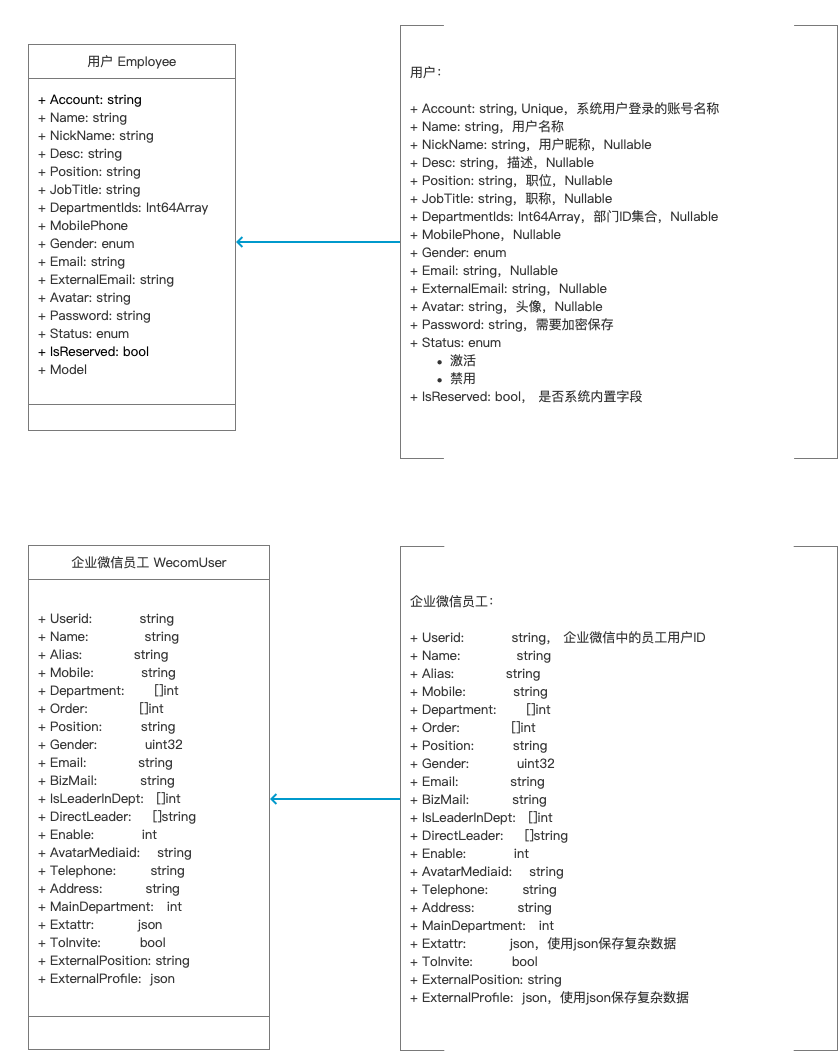 用户 Employee
+ Account: string
+ Name: string
+ NickName: string
+ Desc: string
+ Position: string
+ JobTitle: string
+ DepartmentIds: Int64Array
+ MobilePhone
+ Gender: enum
+ Email: string
+ ExternalEmail: string
+ Avatar: string
+ Password: string
+ Status: enum
+ IsReserved: bool
+ Model
用户：
+ Account: string, Unique，系统用户登录的账号名称
+ Name: string，用户名称
+ NickName: string，用户昵称，Nullable
+ Desc: string，描述，Nullable
+ Position: string，职位，Nullable
+ JobTitle: string，职称，Nullable
+ DepartmentIds: Int64Array，部门ID集合，Nullable
+ MobilePhone，Nullable
+ Gender: enum
+ Email: string，Nullable
+ ExternalEmail: string，Nullable
+ Avatar: string，头像，Nullable
+ Password: string，需要加密保存
+ Status: enum
• 激活
• 禁用
+ IsReserved: bool， 是否系统内置字段
企业微信员工 WecomUser
+ Userid: string
+ Name: string
+ Alias: string
+ Mobile: string
+ Department: []int
+ Order: []int
+ Position: string
+ Gender: uint32
+ Email: string
+ BizMail: string
+ IsLeaderInDept: []int
+ DirectLeader: []string
+ Enable: int
+ AvatarMediaid: string
+ Telephone: string
+ Address: string
+ MainDepartment: int
+ Extattr: json
+ ToInvite: bool
+ ExternalPosition: string
+ ExternalProfile: json
企业微信员工：
+ Userid: string， 企业微信中的员工用户ID
+ Name: string
+ Alias: string
+ Mobile: string
+ Department: []int
+ Order: []int
+ Position: string
+ Gender: uint32
+ Email: string
+ BizMail: string
+ IsLeaderInDept: []int
+ DirectLeader: []string
+ Enable: int
+ AvatarMediaid: string
+ Telephone: string
+ Address: string
+ MainDepartment: int
+ Extattr: json，使用json保存复杂数据
+ ToInvite: bool
+ ExternalPosition: string
+ ExternalProfile: json，使用json保存复杂数据